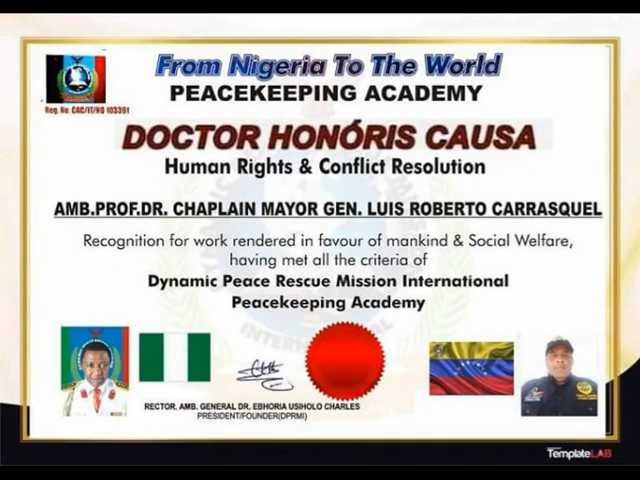 From Nigeria To The World
PEACEKEEPING ACADEMY
Reg. No: CAC/IT/NO 103391
DOCTOR HONÓRIS CAUSA
Human Rights & Conflict Resolution
AMB.PROF.DR. CHAPLAIN MAYOR GEN. LUIS ROBERTO CARRASQUEL
Recognition for work rendered in favour of mankind & Social Welfare,
having met all the criteria of
Dynamic Peace Rescue Mission International
Peacekeeping Academy
INTERNATIONAL
RECTOR. AMB. GENERAL DR. EBHORIA USIHOLO CHARLES
PRESIDENT/FOUNDER(DPRMI)
TemplateLAB